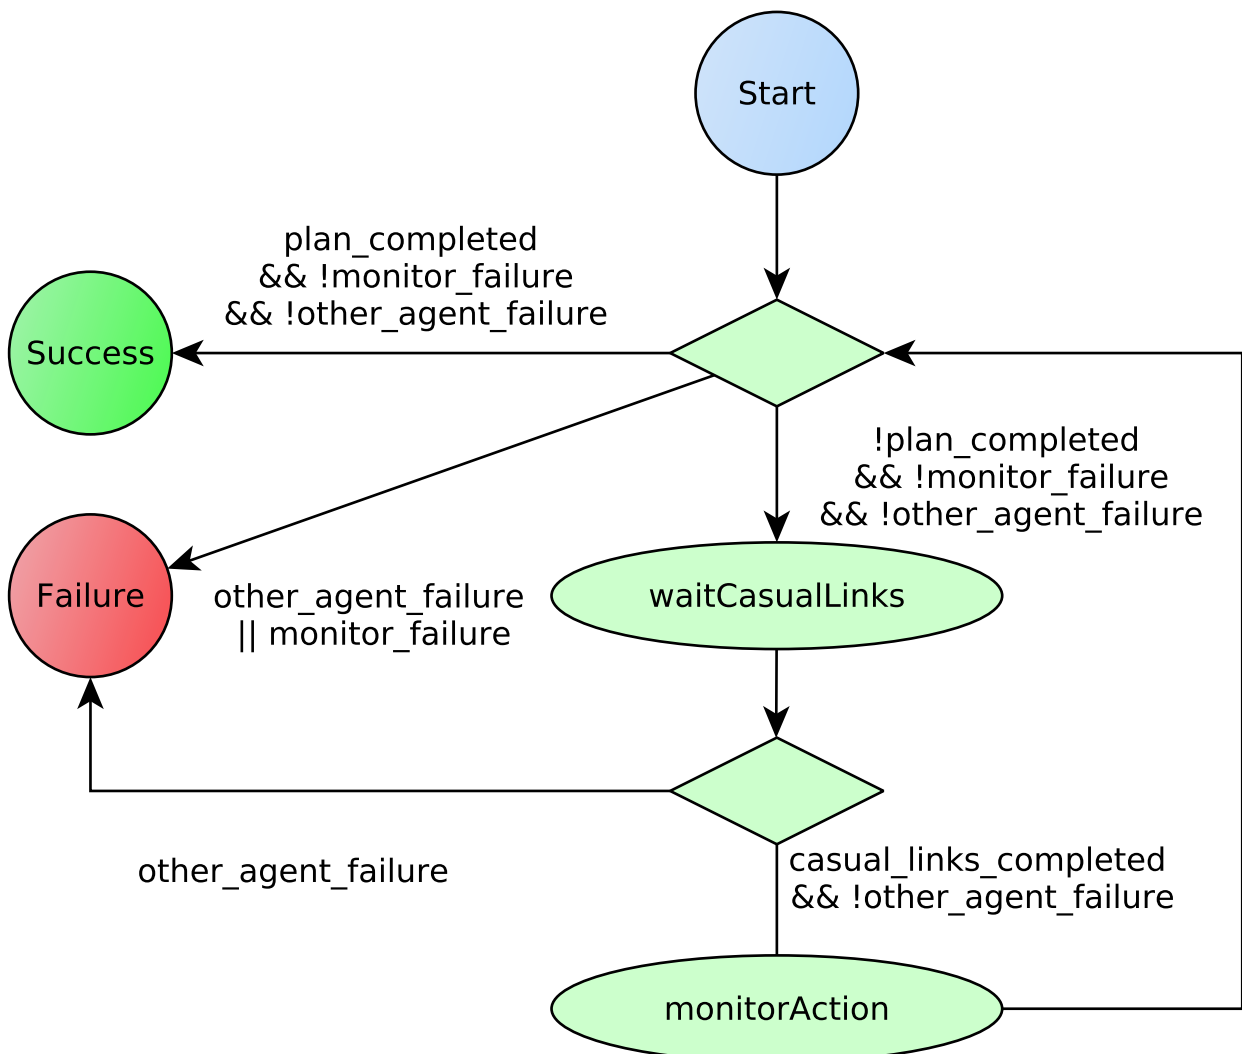 Start
plan_completed
&& !monitor_failure
&& !other_agent_failure
Success
!plan_completed
&& !monitor_failure
&& !other_agent_failure
Failure
other_agent_failure
|| monitor_failure
waitCasualLinks
other_agent_failure
casual_links_completed
&& !other_agent_failure
monitorAction